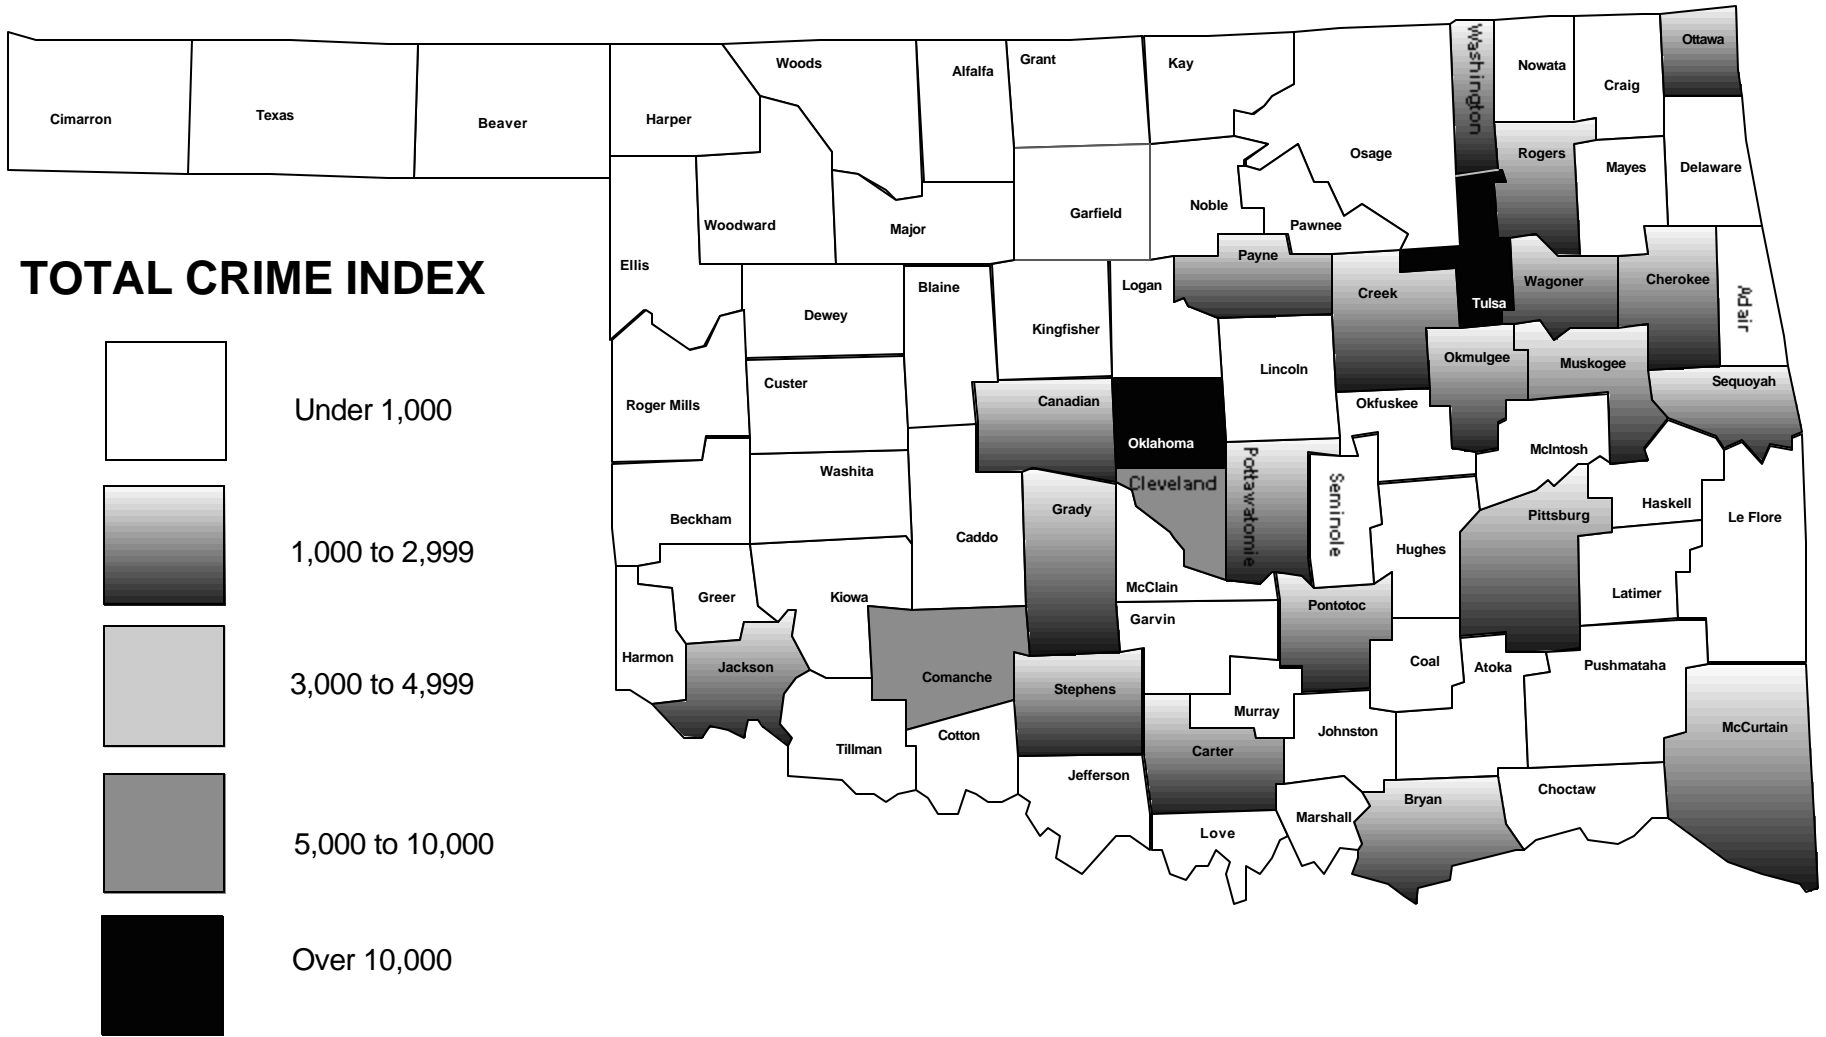 Ottawa
Washington
Woods
Grant
Kay
Nowata
Alfalfa
Craig
Cimarron
Texas
Beaver
Harper
Osage
Rogers
Mayes
Delaware
Woodward
Major
Garfield
Noble
Pawnee
Ellis
Payne
TOTAL CRIME INDEX
Blaine
Logan
Creek
Tulsa
Wagoner
Cherokee
Adair
Dewey
Kingfisher
Lincoln
Okmulgee
Muskogee
Custer
Sequoyah
Under 1,000
Roger Mills
Canadian
Okfuskee
Oklahoma
McIntosh
Washita
Cleveland
Pottawatomie
Seminole
Beckham
Grady
Pittsburg
Haskell
Le Flore
1,000 to 2,999
Caddo
Hughes
McClain
Latimer
Greer
Kiowa
Pontotoc
Garvin
Harmon
Jackson
Comanche
Stephens
Coal
Atoka
Pushmataha
3,000 to 4,999
Murray
Johnston
McCurtain
Tillman
Cotton
Carter
Jefferson
Bryan
Choctaw
Marshall
Love
5,000 to 10,000
Over 10,000